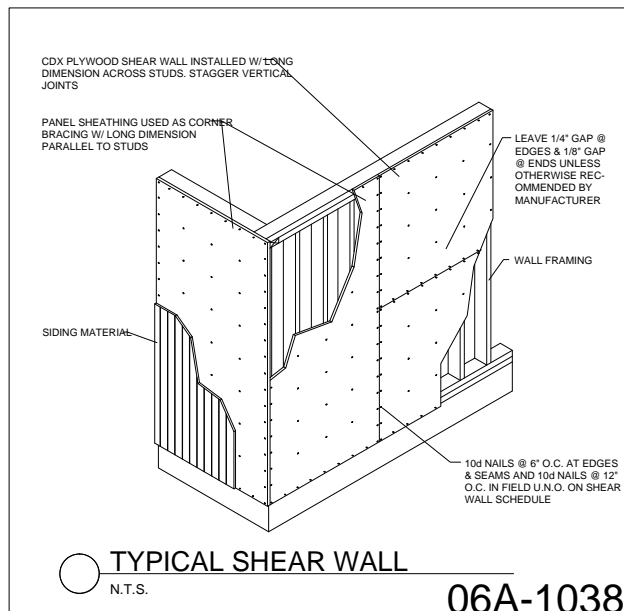 CDX PLYWOOD SHEAR WALL INSTALLED W/ LONG
DIMENSION ACROSS STUDS. STAGGER VERTICAL
JOINTS
PANEL SHEATHING USED AS CORNER
BRACING W/ LONG DIMENSION
PARALLEL TO STUDS
LEAVE 1/4" GAP @
EDGES & 1/8" GAP
@ ENDS UNLESS
OTHERWISE REC-
OMMENDED BY
MANUFACTURER
WALL FRAMING
SIDING MATERIAL
10d NAILS @ 6" O.C. AT EDGES
& SEAMS AND 10d NAILS @ 12"
O.C. IN FIELD U.N.O. ON SHEAR
WALL SCHEDULE
TYPICAL SHEAR WALL
N.T.S.
06A-1038